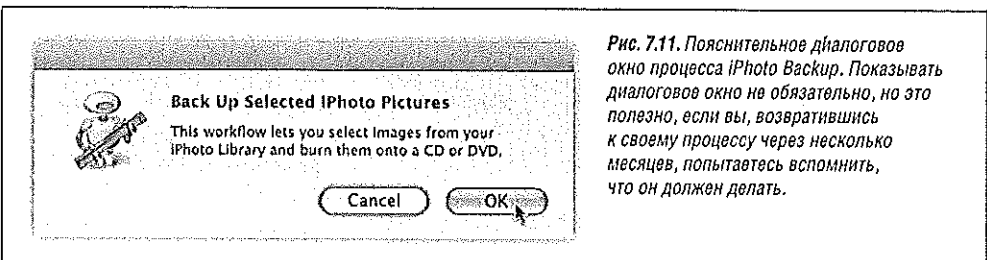 Back Up Selected iPhoto Pictures
This workflow lets you select images from your
iPhoto Library and burn them onto a CD or DVD.
Cancel
OK
Рис. 7.11. Пояснительное диалоговое
окно процесса iPhoto Backup. Показывать
диалоговое окно не обязательно, но это
полезно, если вы, возвратившись
к своему процессу через несколько
месяцев, попытаетесь вспомнить,
что он должен делать.